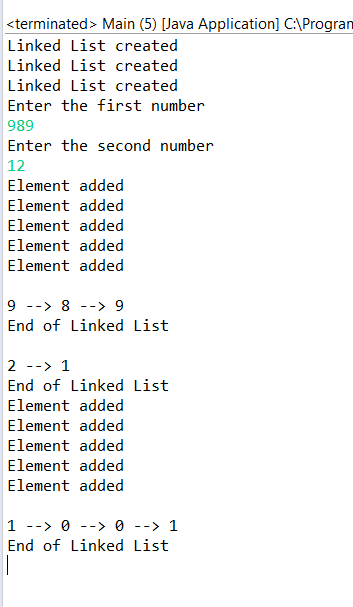 <terminated> Main (5) [Java Application] C:\Program
Linked List created
Linked List created
Linked List created
Enter the first number
989
Enter the second number
12
Element added
Element added
Element added
Element added
Element added
9 --> 8 --> 9
End of Linked List
2 --> 1
End of Linked List
Element added
Element added
Element added
Element added
Element added
1 --> 0 --> 0 --> 1
End of Linked List